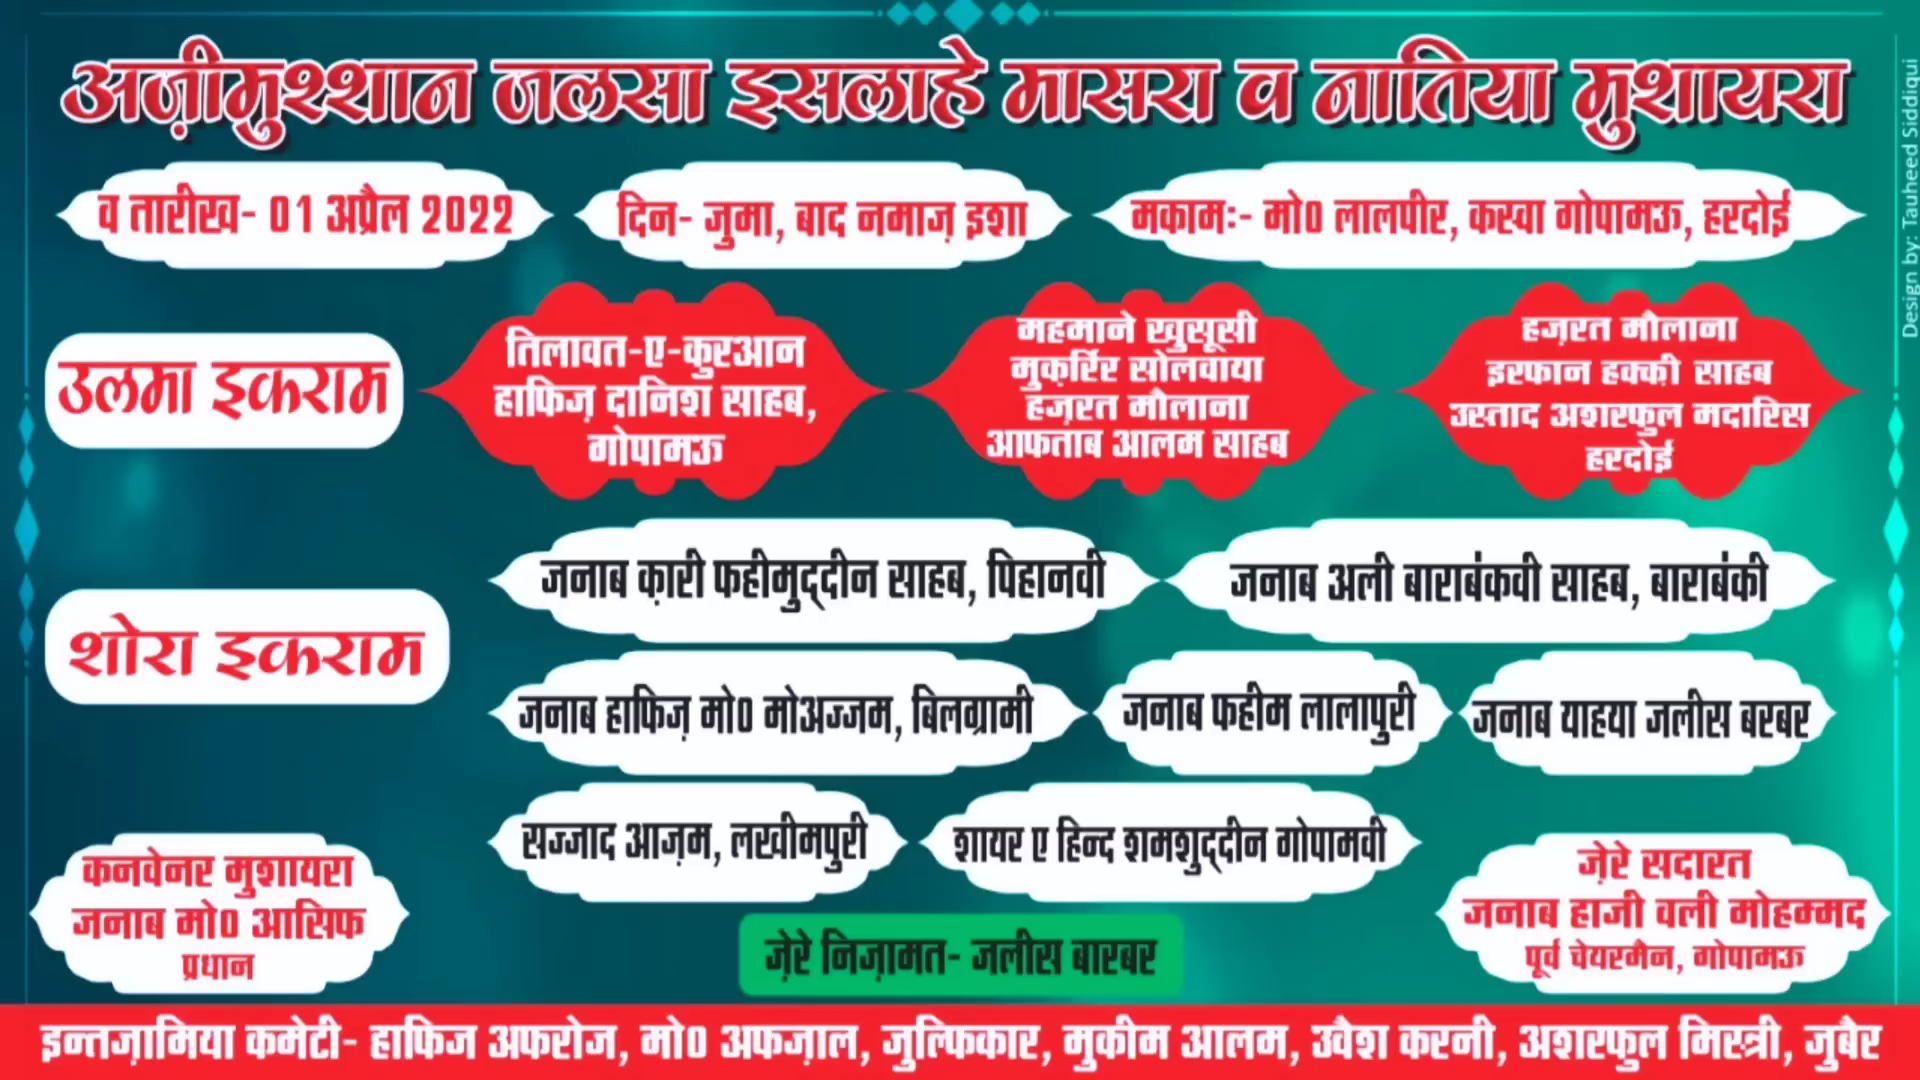 अज़ीमुश्शान जलसा इसलाहे मासरा व नातिया मुशायरा
व तारीख- 01 अप्रैल 2022
दिन- जुमा, बाद नमाज़ इशा
मकामः- मो0 लालपीर, कस्वा गोपामऊ, हरदोई
उलमा इकराम
तिलावत-ए-कुरआन
हाफिज़ दानिश साहब,
गोपामऊ
महमाने खुसूसी
मुक़र्रिर सोलवाया
हज़रत मौलाना
आफताब आलम साहब
हज़रत मौलाना
इरफान हक्क़ी साहब
उस्ताद अशरफुल मदारिस
हरदोई
शोरा इकराम
जनाब क़ारी फहीमुद्दीन साहब, पिहानवी
जनाब अली बाराबंकवी साहब, बाराबंकी
जनाब हाफिज़ मो0 मोअज्जम, बिलग्रामी
जनाब फहीम लालापुरी
जनाब याहया जलीस बरबर
सज्जाद आज़म, लखीमपुरी
शायर ए हिन्द शमशुद्दीन गोपामवी
कनवेनर मुशायरा
जनाब मो0 आसिफ
प्रधान
ज़ेरे निज़ामत- जलीस बारबर
ज़ेरे सदारत
जनाब हाजी वली मोहम्मद
पूर्व चेयरमैन, गोपामऊ
इन्तज़ामिया कमेटी- हाफिज अफरोज, मो0 अफज़ाल, जुल्फिकार, मुकीम आलम, उवैश करनी, अशरफुल मिस्त्री, जुबैर
Design by: Tauheed Siddiqui